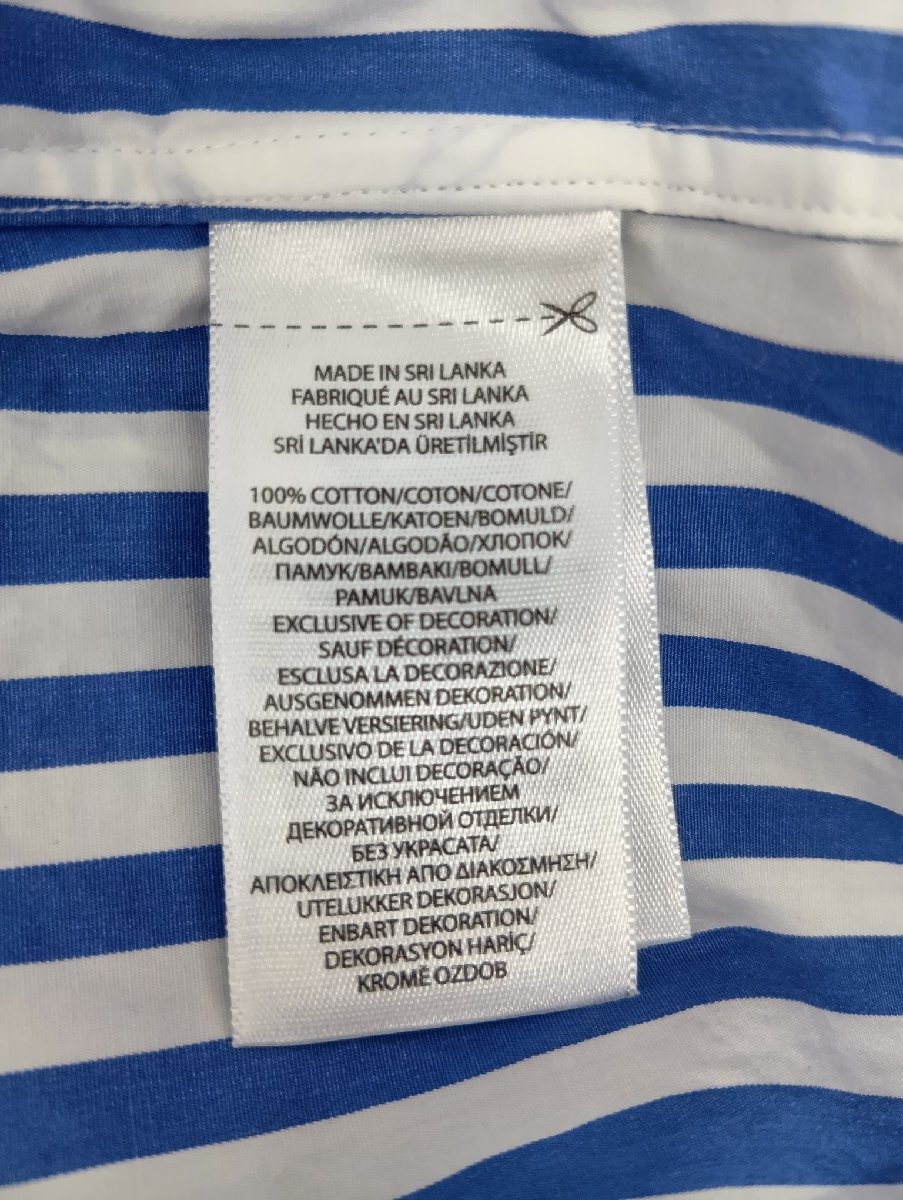 MADE IN SRI LANKA
FABRIQUÉ AU SRI LANKA
HECHO EN SRI LANKA
SRİ LANKA'DA ÜRETİLMİŞTİR
100% COTTON/COTON/COTONE/
BAUMWOLLE/KATOEN/BOMULD/
ALGODÓN/ALGODÃO/ХЛОПОК/
ПАМУК/ΒΑΜΒΑΚΙ/BOMULL/
PAMUK/BAVLNA
EXCLUSIVE OF DECORATION/
SAUF DÉCORATION/
ESCLUSA LA DECORAZIONE/
AUSGENOMMEN DEKORATION/
BEHALVE VERSIERING/UDEN PYNT/
EXCLUSIVO DE LA DECORACIÓN/
NÃO INCLUI DECORAÇÃO/
ЗА ИСКЛЮЧЕНИЕМ
ДЕКОРАТИВНОЙ ОТДЕЛКИ/
БЕЗ УКРАСАТА/
ΑΠΟΚΛΕΙΣΤΙΚΗ ΑΠΟ ΔΙΑΚΟΣΜΗΣΗ/
UTELUKKER DEKORASJON/
ENBART DEKORATION/
DEKORASYON HARİÇ/
KROMĚ OZDOB